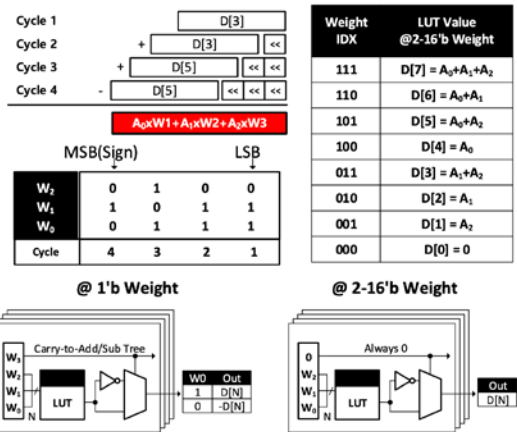 Cycle 1 D[3]
Cycle 2 + D[3] <<
Cycle 3 + D[5] << <<
Cycle 4 - D[5] << << <<
A₀xW1+A₁xW2+A₂xW3
MSB(Sign) LSB
W₂ 0 1 0 0
W₁ 1 0 1 1
W₀ 0 1 1 1
Cycle 4 3 2 1
Weight IDX LUT Value @2-16'b Weight
111 D[7] = A₀+A₁+A₂
110 D[6] = A₀+A₁
101 D[5] = A₀+A₂
100 D[4] = A₀
011 D[3] = A₁+A₂
010 D[2] = A₁
001 D[1] = A₂
000 D[0] = 0
@ 1'b Weight
Carry-to-Add/Sub Tree
W₃
W₂
W₁
W₀
N
LUT
W0 Out
1 D[N]
0 -D[N]
@ 2-16'b Weight
Always 0
0
W₂
W₁
W₀
N
LUT
Out
D[N]